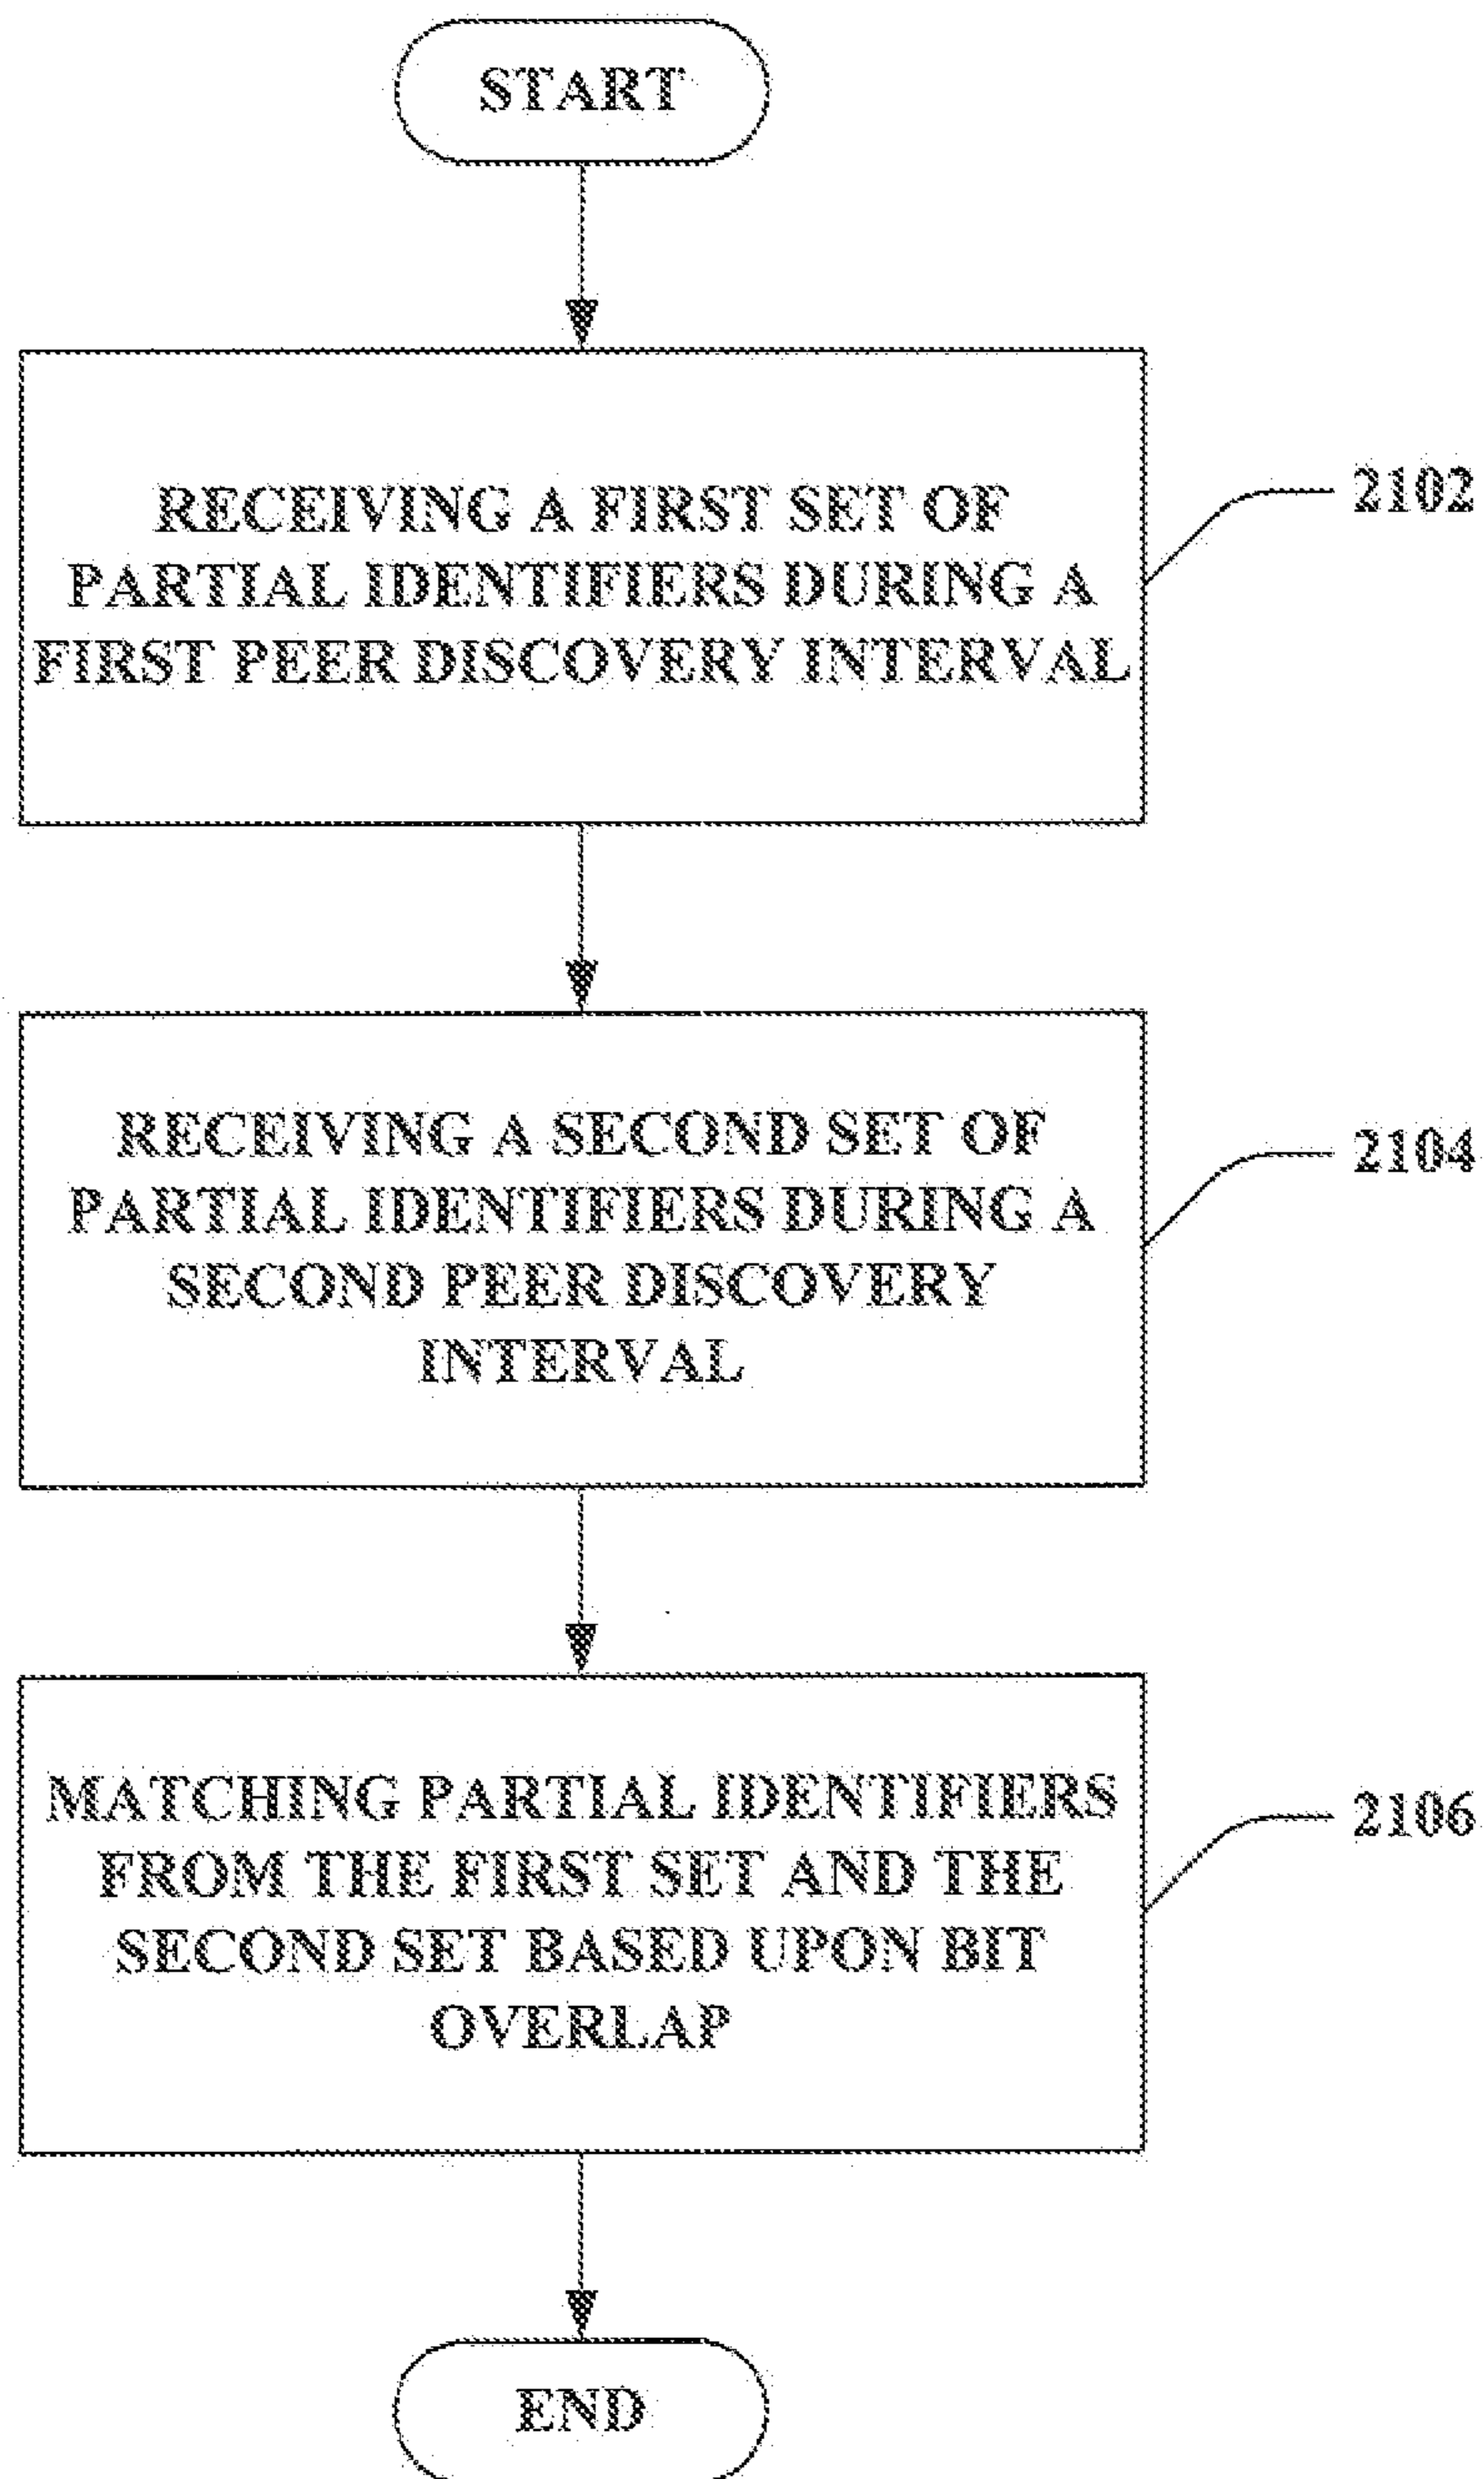 START
RECEIVING A FIRST SET OF
PARTIAL IDENTIFIERS DURING A
FIRST PEER DISCOVERY INTERVAL
2102
RECEIVING A SECOND SET OF
PARTIAL IDENTIFIERS DURING A
SECOND PEER DISCOVERY
INTERVAL
2104
MATCHING PARTIAL IDENTIFIERS
FROM THE FIRST SET AND THE
SECOND SET BASED UPON BIT
OVERLAP
2106
END